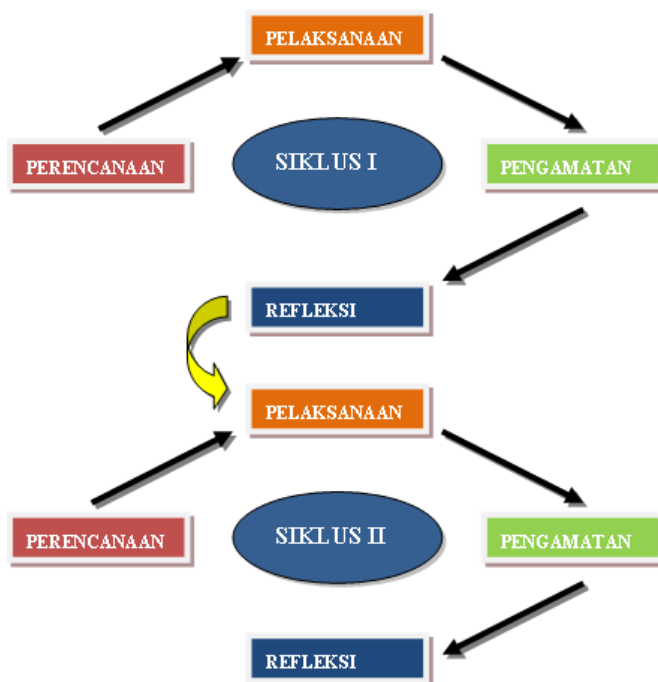 PELAKSANAAN
PERENCANAAN
SIKLUS I
PENGAMATAN
REFLEKSI
PELAKSANAAN
PERENCANAAN
SIKLUS II
PENGAMATAN
REFLEKSI